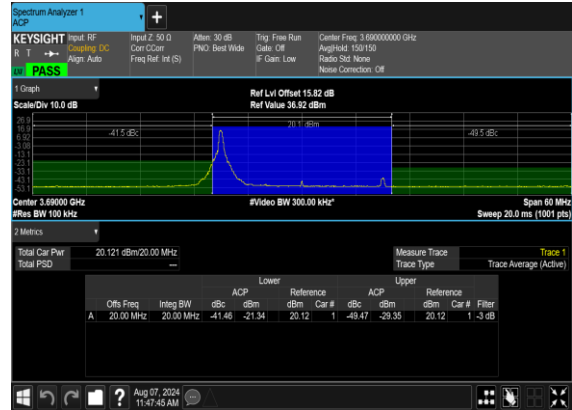 Spectrum Analyzer 1
ACP
KEYSIGHT Input: RF Input Z: 50 Ω Atten: 30 dB Trig: Free Run Center Freq: 3.690000000 GHz
R T Coupling: DC Corr CCorr PNO: Best Wide Gate: Off Avg|Hold: 150/150
Align: Auto Freq Ref: Int (S) IF Gain: Low Radio Std: None
PASS Noise Correction: Off
1 Graph Ref Lvl Offset 15.82 dB
Scale/Div 10.0 dB Ref Value 36.92 dBm
26.9
16.9
6.92
-3.08
-13.1
-23.1
-33.1
-43.1
-53.1
-41.5 dBc 20.1 dBm -49.5 dBc
Center 3.69000 GHz #Video BW 300.00 kHz* Span 60 MHz
#Res BW 100 kHz Sweep 20.0 ms (1001 pts)
2 Metrics
Total Car Pwr 20.121 dBm/20.00 MHz Measure Trace Trace 1
Total PSD --- Trace Type Trace Average (Active)
Lower Upper
ACP Reference ACP Reference
Offs Freq Integ BW dBc dBm dBm Car # dBc dBm dBm Car # Filter
A 20.00 MHz 20.00 MHz -41.46 -21.34 20.12 1 -49.47 -29.35 20.12 1 -3 dB
? Aug 07, 2024
11:47:45 AM